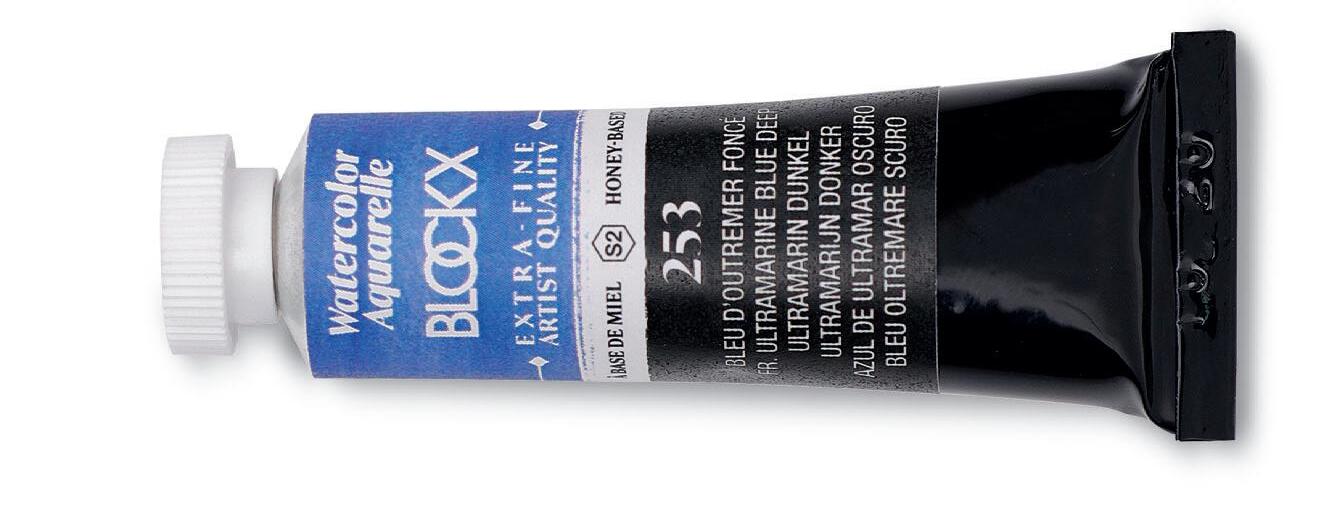 Watercolor
Aquarelle
BLOCKX
EXTRA-FINE
ARTIST QUALITY
À BASE DE MIEL S2 HONEY-BASED
253
BLEU D'OUTREMER FONCÉ
FR. ULTRAMARINE BLUE DEEP
ULTRAMARIN DUNKEL
ULTRAMARIJN DONKER
AZUL DE ULTRAMAR OSCURO
BLEU OLTREMARE SCURO